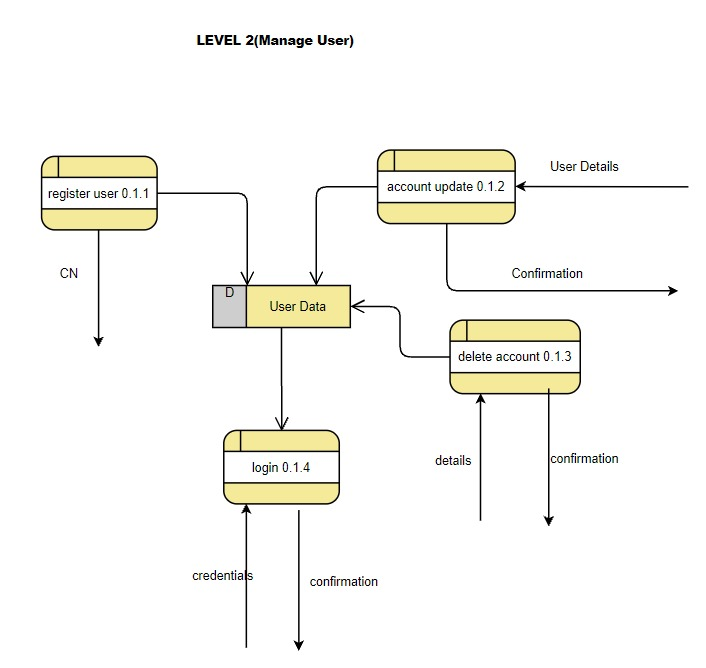 LEVEL 2(Manage User)
register user 0.1.1
account update 0.1.2
User Details
CN
Confirmation
D
User Data
delete account 0.1.3
details
confirmation
login 0.1.4
credentials
confirmation